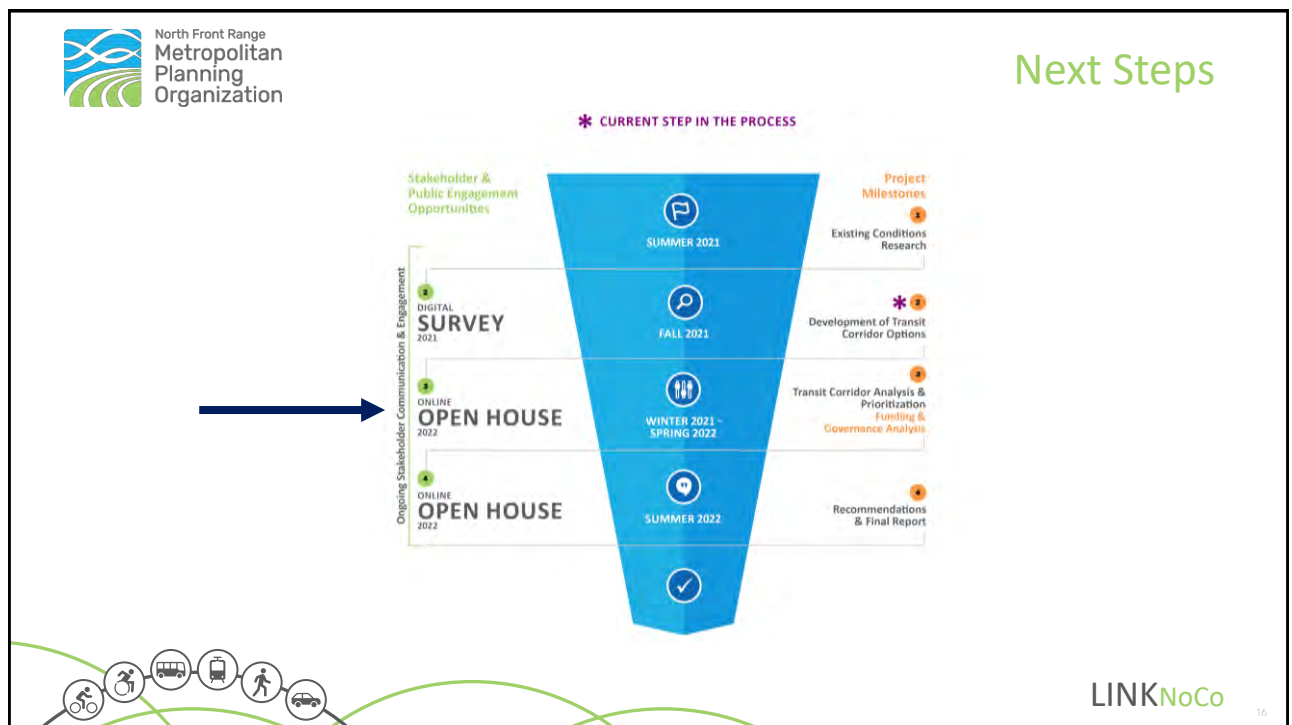 North Front Range
Metropolitan
Planning
Organization
Next Steps
* CURRENT STEP IN THE PROCESS
Stakeholder &
Public Engagement
Opportunities
Project
Milestones
SUMMER 2021
1
Existing Conditions
Research
Ongoing Stakeholder Communication & Engagement
2
DIGITAL
SURVEY
2021
FALL 2021
* 2
Development of Transit
Corridor Options
3
ONLINE
OPEN HOUSE
2022
WINTER 2021 -
SPRING 2022
3
Transit Corridor Analysis &
Prioritization
Funding &
Governance Analysis
4
ONLINE
OPEN HOUSE
2022
SUMMER 2022
4
Recommendations
& Final Report
LINKNoCo
16